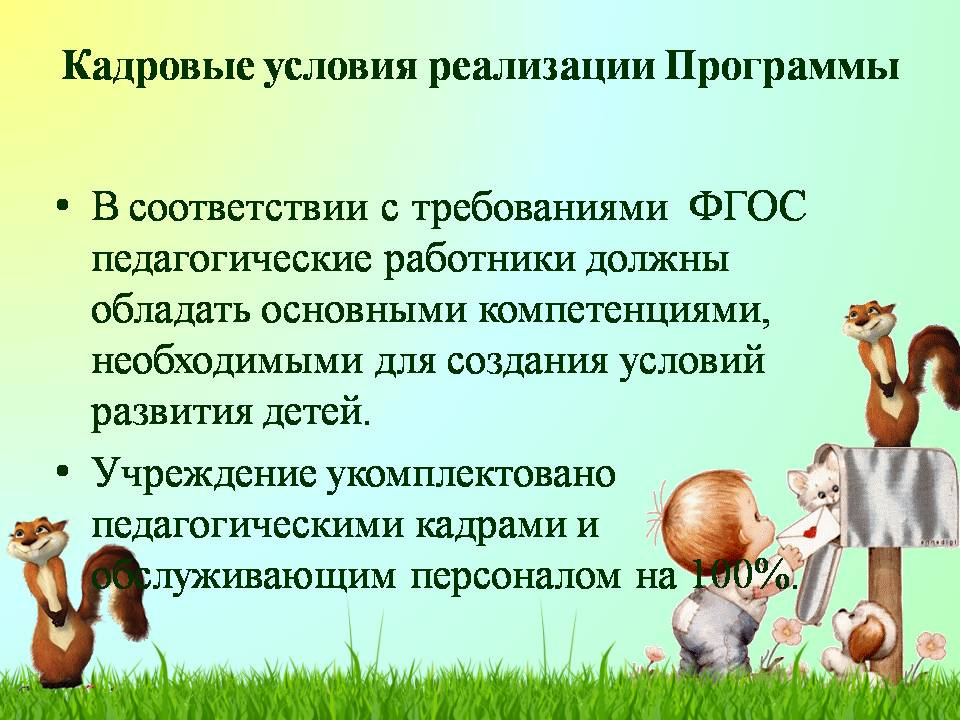 Кадровые условия реализации Программы
• В соответствии с требованиями ФГОС
педагогические работники должны
обладать основными компетенциями,
необходимыми для создания условий
развития детей.
• Учреждение укомплектовано
педагогическими кадрами и
обслуживающим персоналом на 100%.